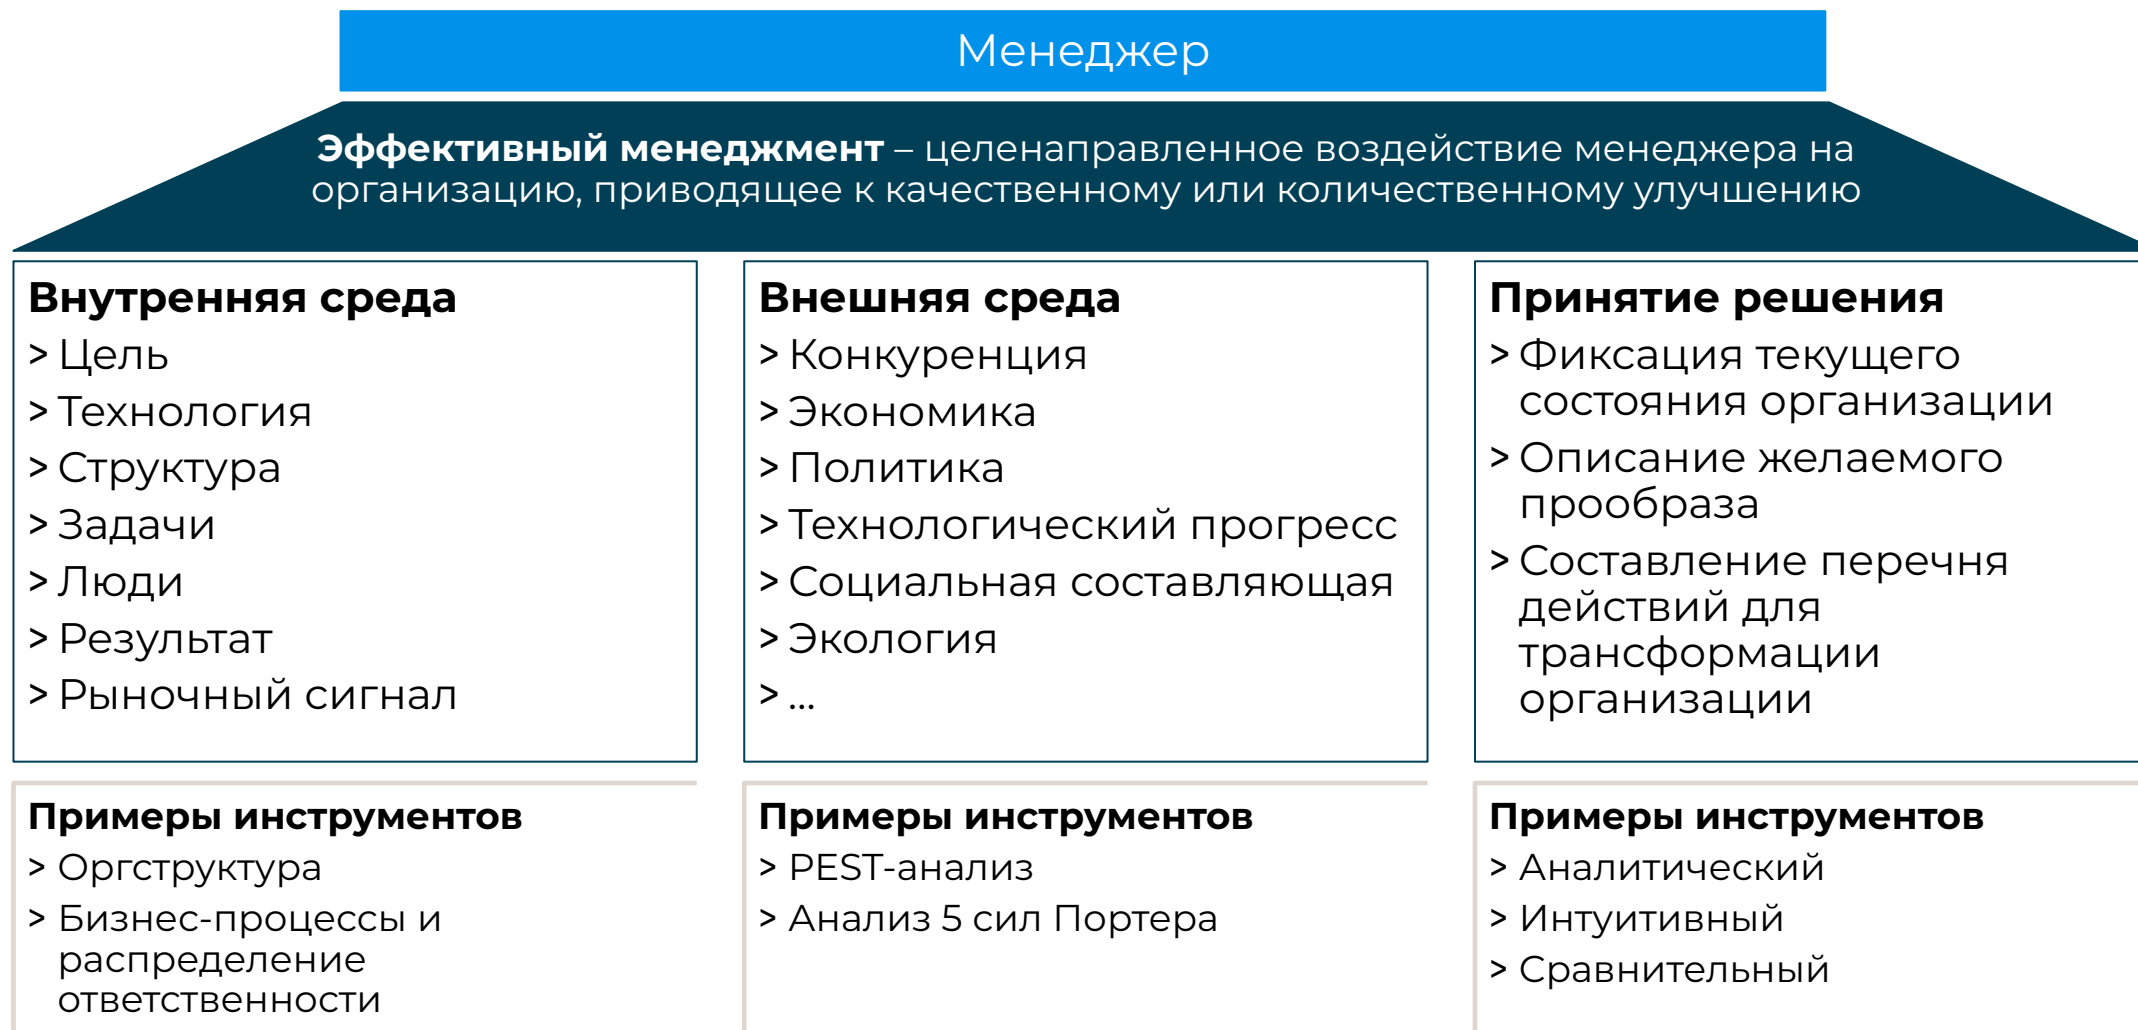 Менеджер
Эффективный менеджмент – целенаправленное воздействие менеджера на
организацию, приводящее к качественному или количественному улучшению
Внутренняя среда
> Цель
> Технология
> Структура
> Задачи
> Люди
> Результат
> Рыночный сигнал
Внешняя среда
> Конкуренция
> Экономика
> Политика
> Технологический прогресс
> Социальная составляющая
> Экология
> ...
Принятие решения
> Фиксация текущего
состояния организации
> Описание желаемого
прообраза
> Составление перечня
действий для
трансформации
организации
Примеры инструментов
> Оргструктура
> Бизнес-процессы и
распределение
ответственности
Примеры инструментов
> PEST-анализ
> Анализ 5 сил Портера
Примеры инструментов
> Аналитический
> Интуитивный
> Сравнительный